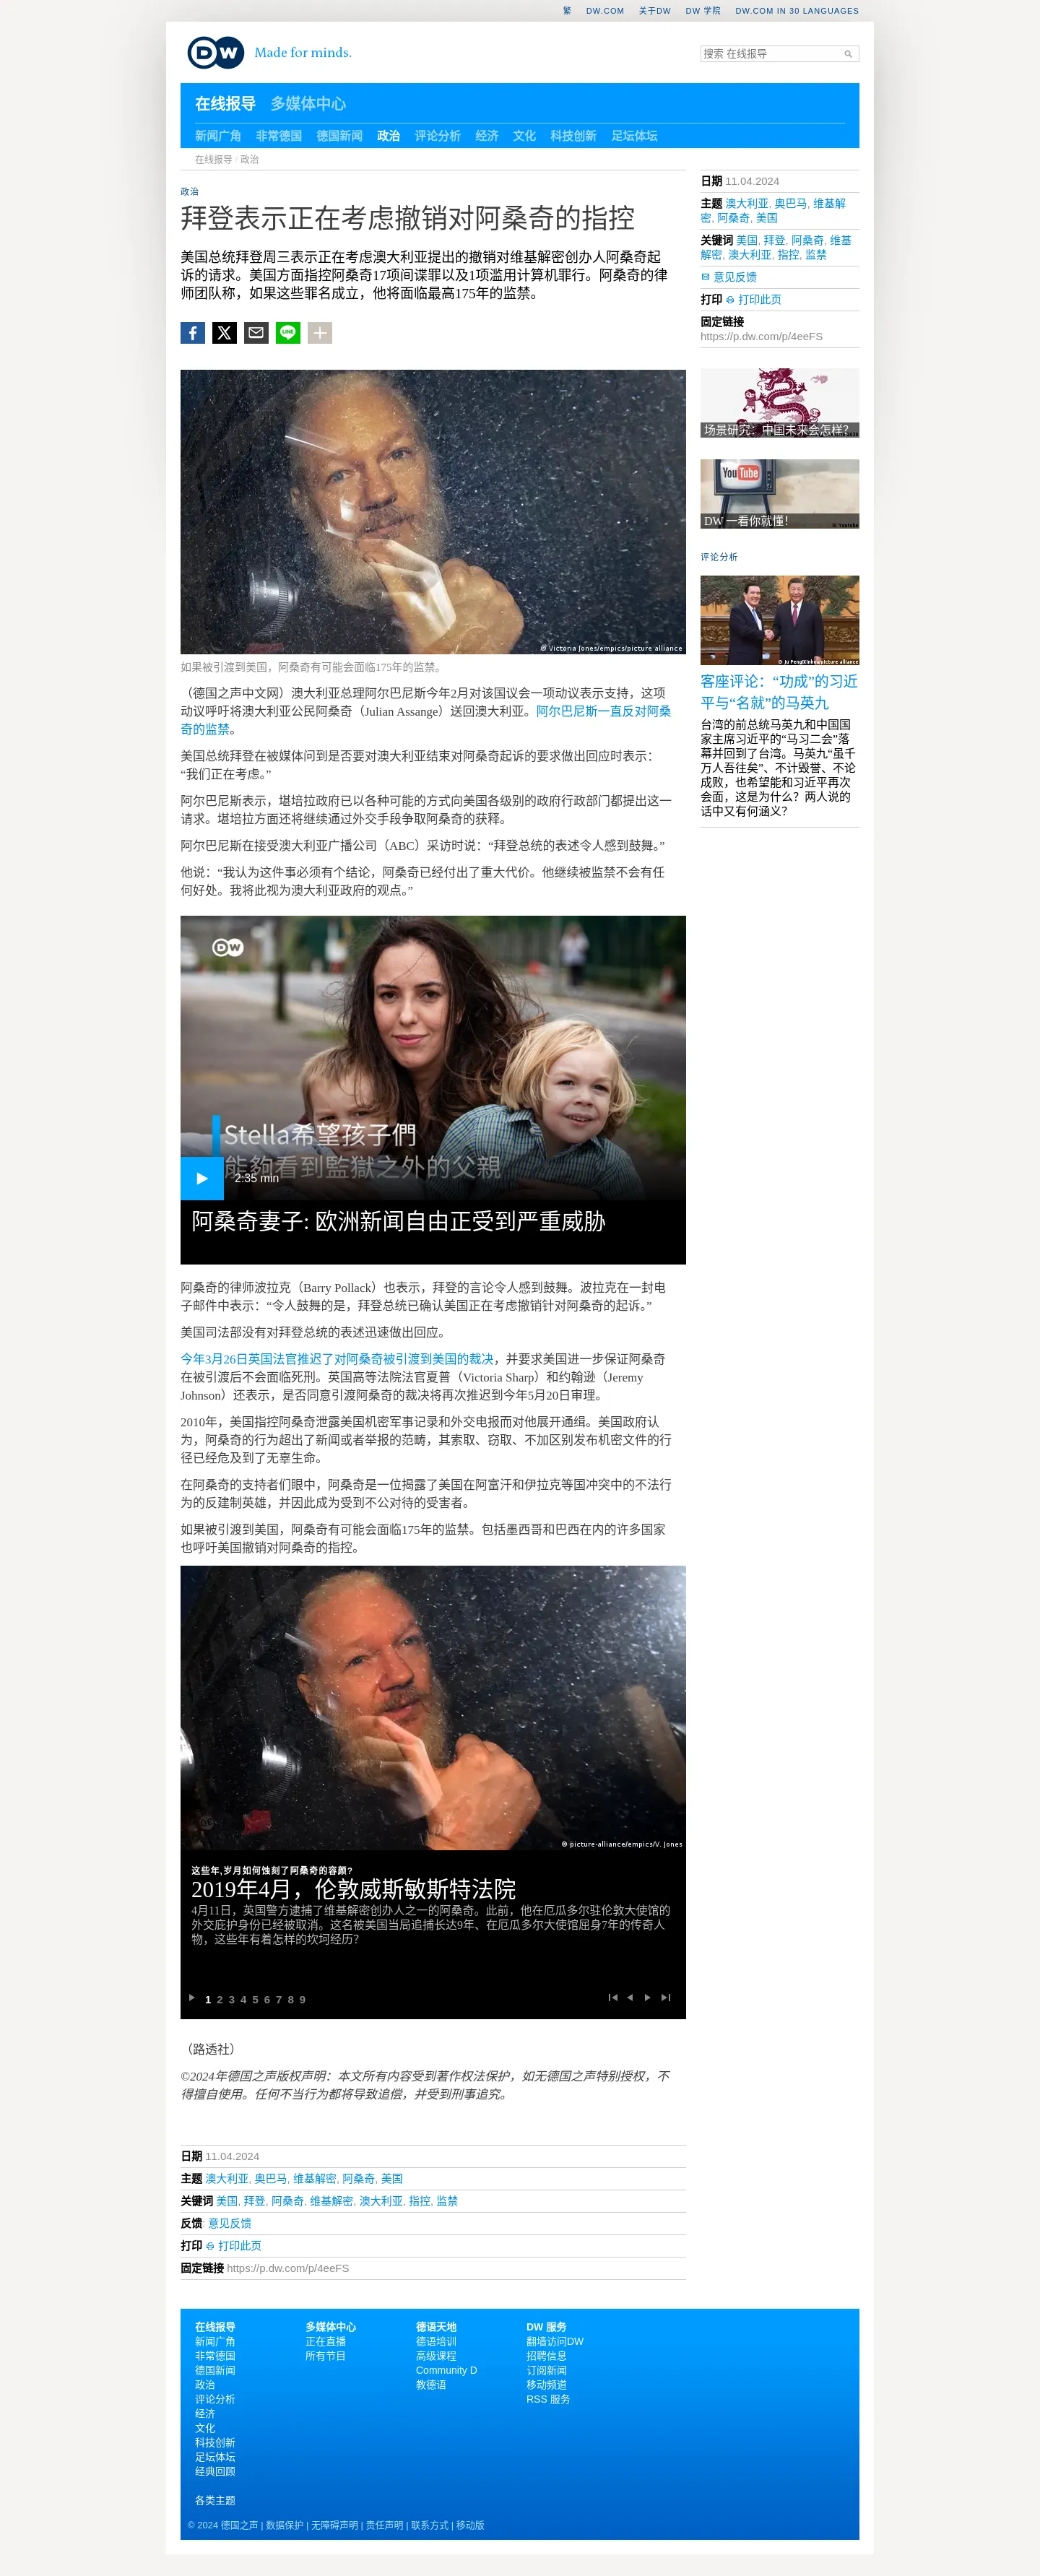 繁 DW.COM 关于DW DW 学院 DW.COM IN 30 LANGUAGES
DW Made for minds.
搜索 在线报导
在线报导 多媒体中心
新闻广角 非常德国 德国新闻 政治 评论分析 经济 文化 科技创新 足坛体坛
在线报导 / 政治
政治
拜登表示正在考虑撤销对阿桑奇的指控
美国总统拜登周三表示正在考虑澳大利亚提出的撤销对维基解密创办人阿桑奇起
诉的请求。美国方面指控阿桑奇17项间谍罪以及1项滥用计算机罪行。阿桑奇的律
师团队称，如果这些罪名成立，他将面临最高175年的监禁。
LINE
© Victoria Jones/empics/picture alliance
如果被引渡到美国，阿桑奇有可能会面临175年的监禁。
（德国之声中文网）澳大利亚总理阿尔巴尼斯今年2月对该国议会一项动议表示支持，这项
动议呼吁将澳大利亚公民阿桑奇（Julian Assange）送回澳大利亚。阿尔巴尼斯一直反对阿桑
奇的监禁。
美国总统拜登在被媒体问到是否要对澳大利亚结束对阿桑奇起诉的要求做出回应时表示：
“我们正在考虑。”
阿尔巴尼斯表示，堪培拉政府已以各种可能的方式向美国各级别的政府行政部门都提出这一
请求。堪培拉方面还将继续通过外交手段争取阿桑奇的获释。
阿尔巴尼斯在接受澳大利亚广播公司（ABC）采访时说：“拜登总统的表述令人感到鼓舞。”
他说：“我认为这件事必须有个结论，阿桑奇已经付出了重大代价。他继续被监禁不会有任
何好处。我将此视为澳大利亚政府的观点。”
DW
Stella希望孩子們
能夠看到監獄之外的父親
2:35 min
阿桑奇妻子: 欧洲新闻自由正受到严重威胁
阿桑奇的律师波拉克（Barry Pollack）也表示，拜登的言论令人感到鼓舞。波拉克在一封电
子邮件中表示：“令人鼓舞的是，拜登总统已确认美国正在考虑撤销针对阿桑奇的起诉。”
美国司法部没有对拜登总统的表述迅速做出回应。
今年3月26日英国法官推迟了对阿桑奇被引渡到美国的裁决，并要求美国进一步保证阿桑奇
在被引渡后不会面临死刑。英国高等法院法官夏普（Victoria Sharp）和约翰逊（Jeremy
Johnson）还表示，是否同意引渡阿桑奇的裁决将再次推迟到今年5月20日审理。
2010年，美国指控阿桑奇泄露美国机密军事记录和外交电报而对他展开通缉。美国政府认
为，阿桑奇的行为超出了新闻或者举报的范畴，其索取、窃取、不加区别发布机密文件的行
径已经危及到了无辜生命。
在阿桑奇的支持者们眼中，阿桑奇是一位揭露了美国在阿富汗和伊拉克等国冲突中的不法行
为的反建制英雄，并因此成为受到不公对待的受害者。
如果被引渡到美国，阿桑奇有可能会面临175年的监禁。包括墨西哥和巴西在内的许多国家
也呼吁美国撤销对阿桑奇的指控。
© picture-alliance/empics/V. Jones
这些年,岁月如何蚀刻了阿桑奇的容颜?
2019年4月，伦敦威斯敏斯特法院
4月11日，英国警方逮捕了维基解密创办人之一的阿桑奇。此前，他在厄瓜多尔驻伦敦大使馆的
外交庇护身份已经被取消。这名被美国当局追捕长达9年、在厄瓜多尔大使馆屈身7年的传奇人
物，这些年有着怎样的坎坷经历？
1 2 3 4 5 6 7 8 9
（路透社）
©2024年德国之声版权声明：本文所有内容受到著作权法保护，如无德国之声特别授权，不
得擅自使用。任何不当行为都将导致追偿，并受到刑事追究。
日期 11.04.2024
主题 澳大利亚, 奥巴马, 维基解密, 阿桑奇, 美国
关键词 美国, 拜登, 阿桑奇, 维基解密, 澳大利亚, 指控, 监禁
反馈: 意见反馈
打印 打印此页
固定链接 https://p.dw.com/p/4eeFS
日期 11.04.2024
主题 澳大利亚, 奥巴马, 维基解
密, 阿桑奇, 美国
关键词 美国, 拜登, 阿桑奇, 维基
解密, 澳大利亚, 指控, 监禁
意见反馈
打印 打印此页
固定链接
https://p.dw.com/p/4eeFS
场景研究：中国未来会怎样？
YouTube
DW 一看你就懂！
© Youtube
评论分析
© Ju Peng/Xinhua/picture alliance
客座评论：“功成”的习近
平与“名就”的马英九
台湾的前总统马英九和中国国
家主席习近平的“马习二会”落
幕并回到了台湾。马英九“虽千
万人吾往矣”、不计毁誉、不论
成败，也希望能和习近平再次
会面，这是为什么？两人说的
话中又有何涵义？
在线报导
新闻广角
非常德国
德国新闻
政治
评论分析
经济
文化
科技创新
足坛体坛
经典回顾
各类主题
多媒体中心
正在直播
所有节目
德语天地
德语培训
高级课程
Community D
教德语
DW 服务
翻墙访问DW
招聘信息
订阅新闻
移动频道
RSS 服务
© 2024 德国之声 | 数据保护 | 无障碍声明 | 责任声明 | 联系方式 | 移动版